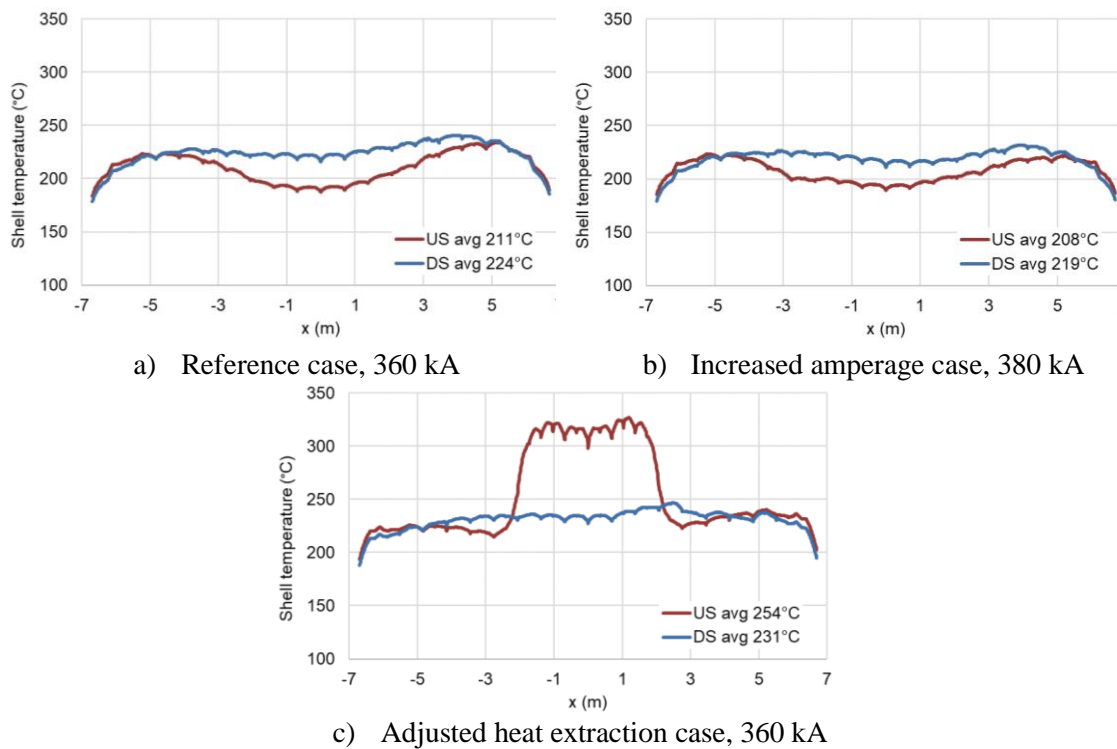 350
300
250
200
150
100
Shell temperature (°C)
US avg 211°C
DS avg 224°C
-7 -5 -3 -1 1 3 5
x (m)
a) Reference case, 360 kA
350
300
250
200
150
100
Shell temperature (°C)
US avg 208°C
DS avg 219°C
-7 -5 -3 -1 1 3 5
x (m)
b) Increased amperage case, 380 kA
350
300
250
200
150
100
Shell temperature (°C)
US avg 254°C
DS avg 231°C
-7 -5 -3 -1 1 3 5 7
x (m)
c) Adjusted heat extraction case, 360 kA